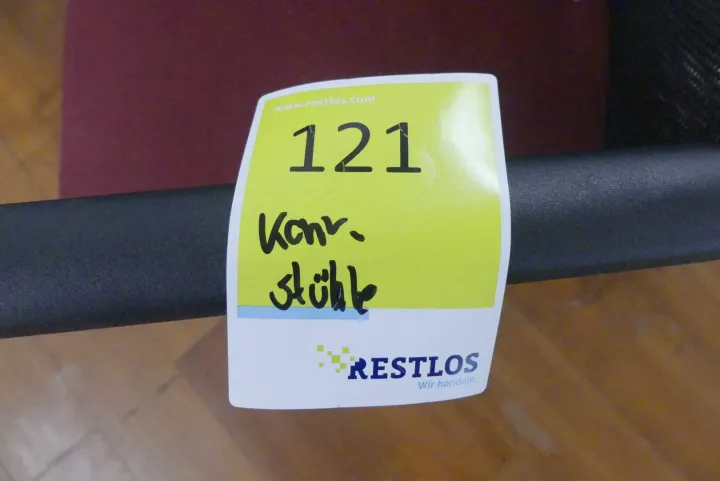 www.restlos.com
121
Konr.
Stühle
RESTLOS
Wir handeln.